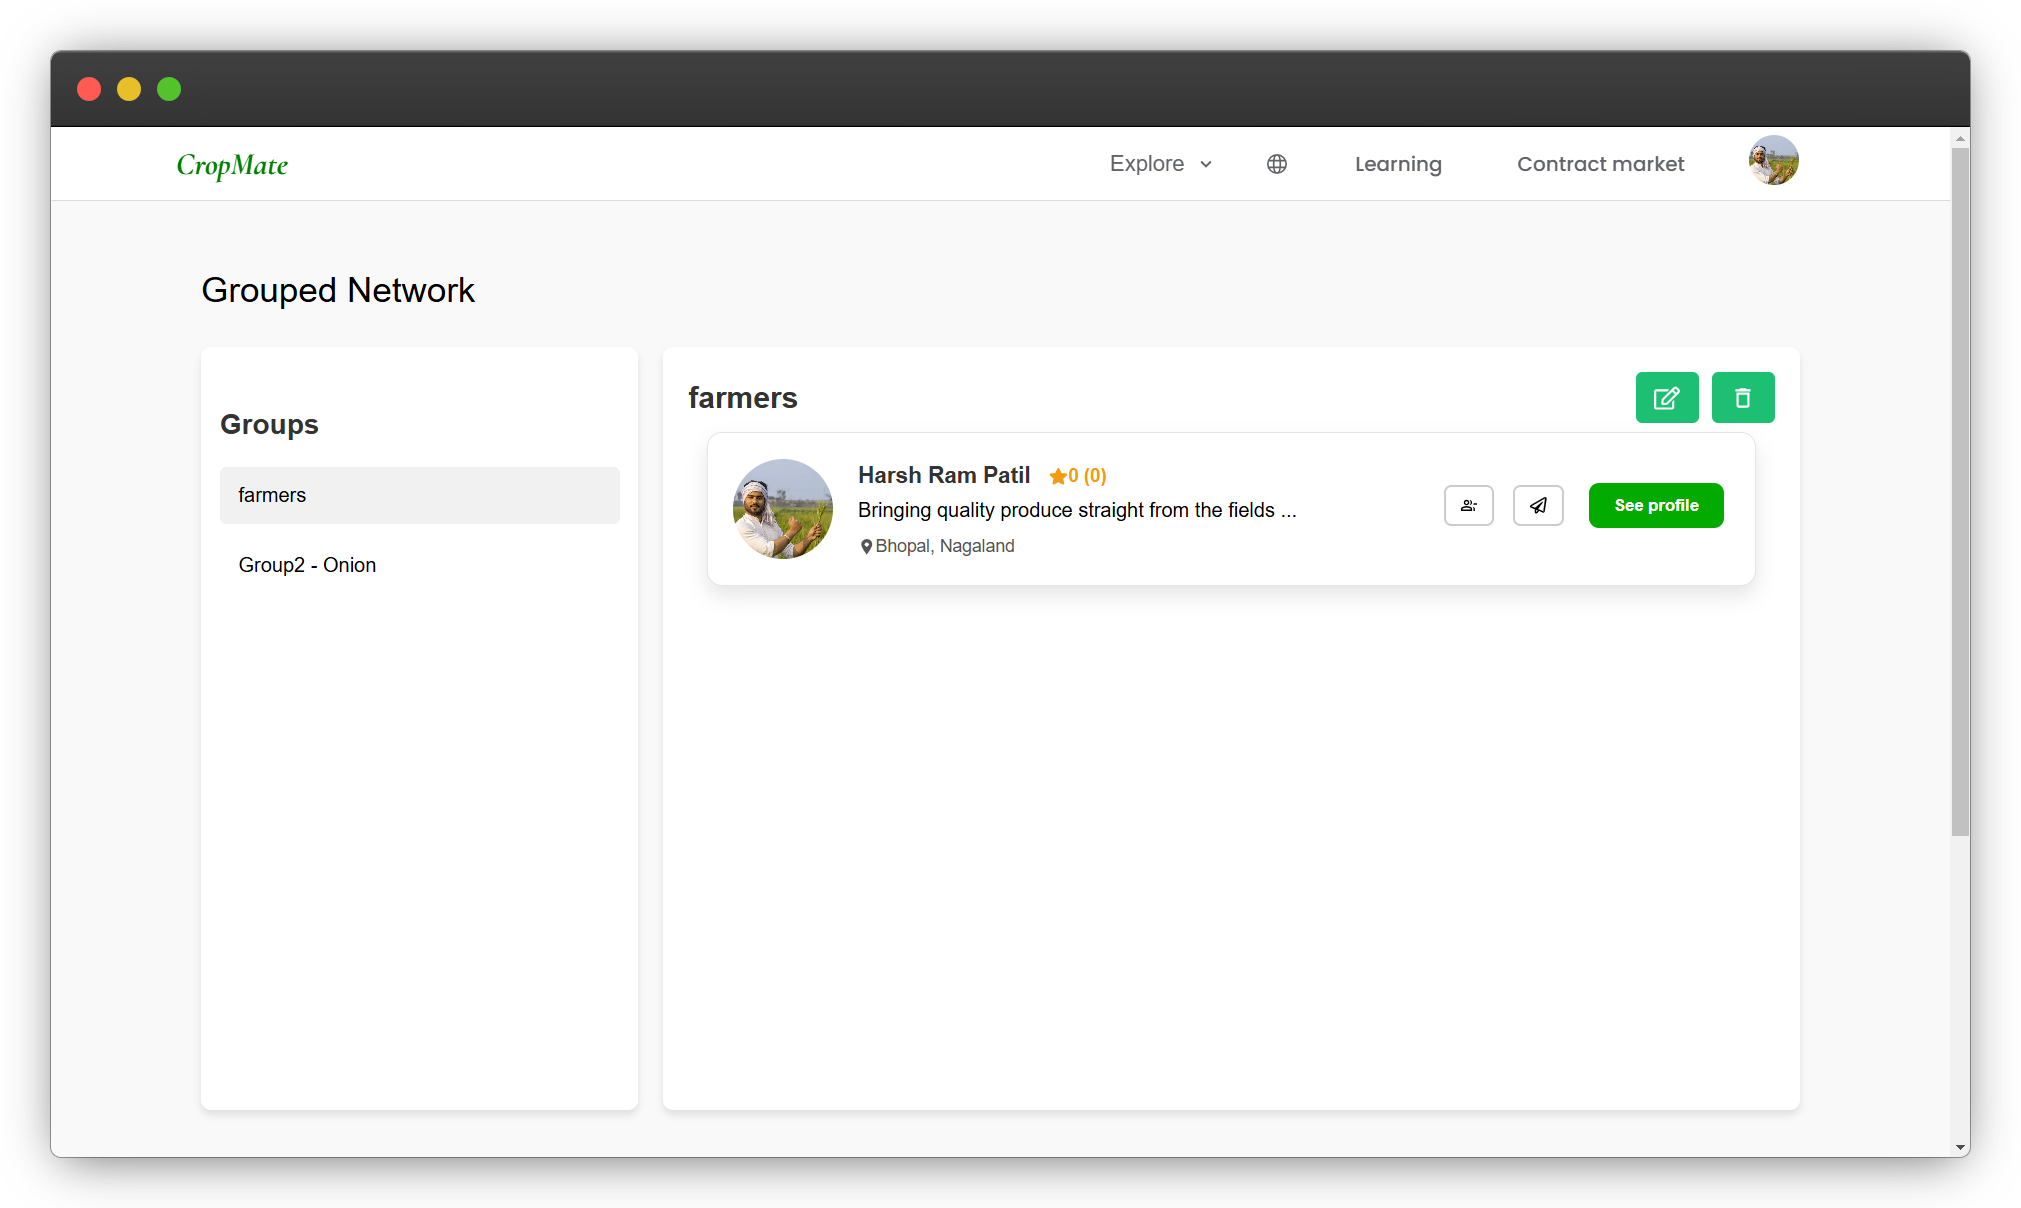 CropMate
Explore
Learning
Contract market
Grouped Network
Groups
farmers
Group2 - Onion
farmers
Harsh Ram Patil 0 (0)
Bringing quality produce straight from the fields ...
Bhopal, Nagaland
See profile